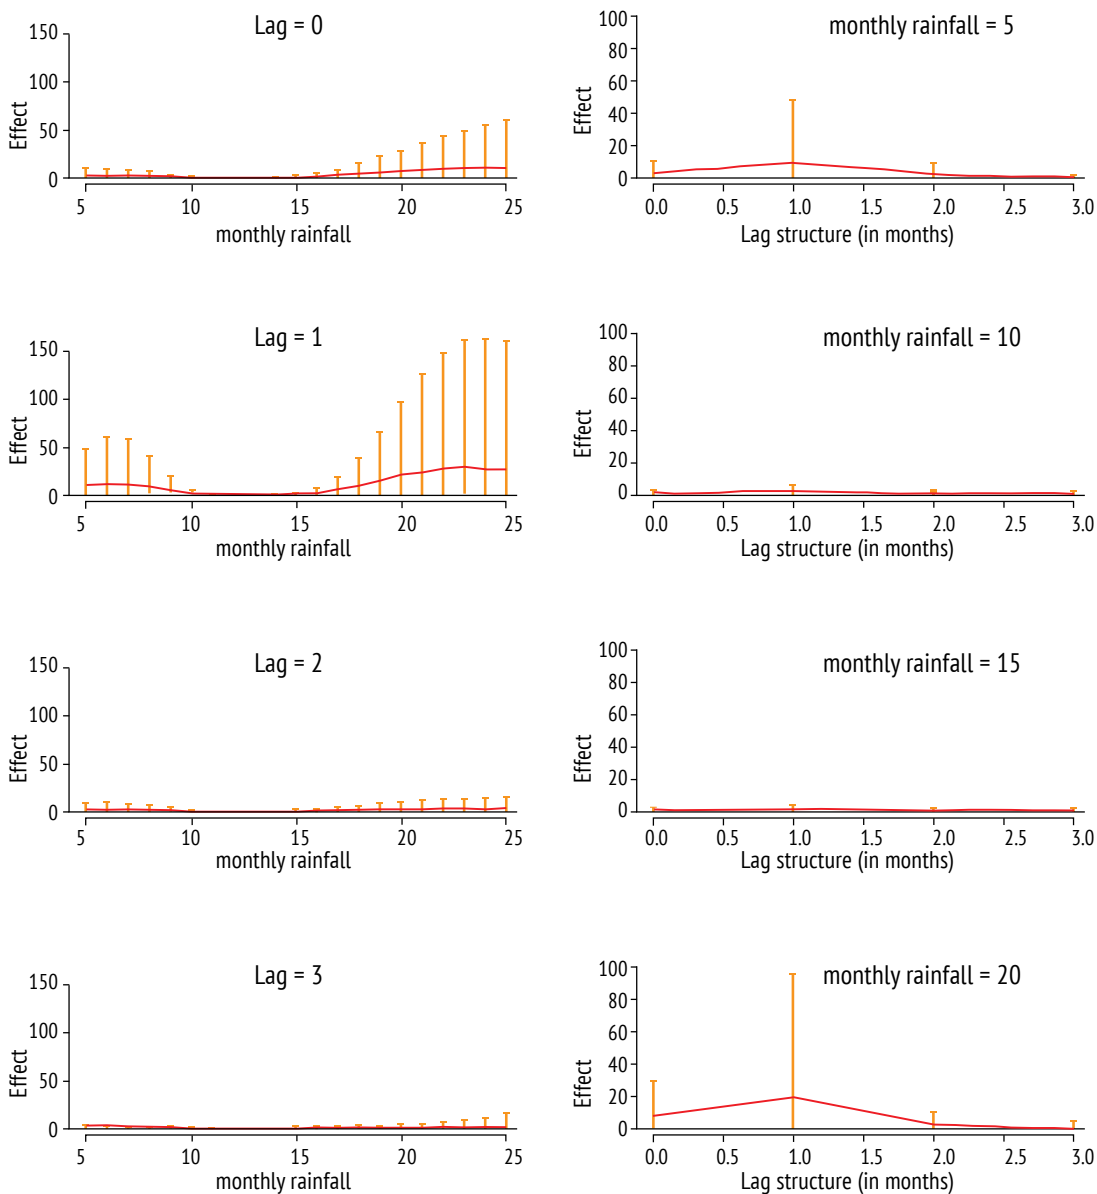 Lag = 0
150
100
50
0
Effect
5 10 15 20 25
monthly rainfall
monthly rainfall = 5
100
80
60
40
20
0
Effect
0.0 0.5 1.0 1.5 2.0 2.5 3.0
Lag structure (in months)
Lag = 1
150
100
50
0
Effect
5 10 15 20 25
monthly rainfall
monthly rainfall = 10
100
80
60
40
20
0
Effect
0.0 0.5 1.0 1.5 2.0 2.5 3.0
Lag structure (in months)
Lag = 2
150
100
50
0
Effect
5 10 15 20 25
monthly rainfall
monthly rainfall = 15
100
80
60
40
20
0
Effect
0.0 0.5 1.0 1.5 2.0 2.5 3.0
Lag structure (in months)
Lag = 3
150
100
50
0
Effect
5 10 15 20 25
monthly rainfall
monthly rainfall = 20
100
80
60
40
20
0
Effect
0.0 0.5 1.0 1.5 2.0 2.5 3.0
Lag structure (in months)